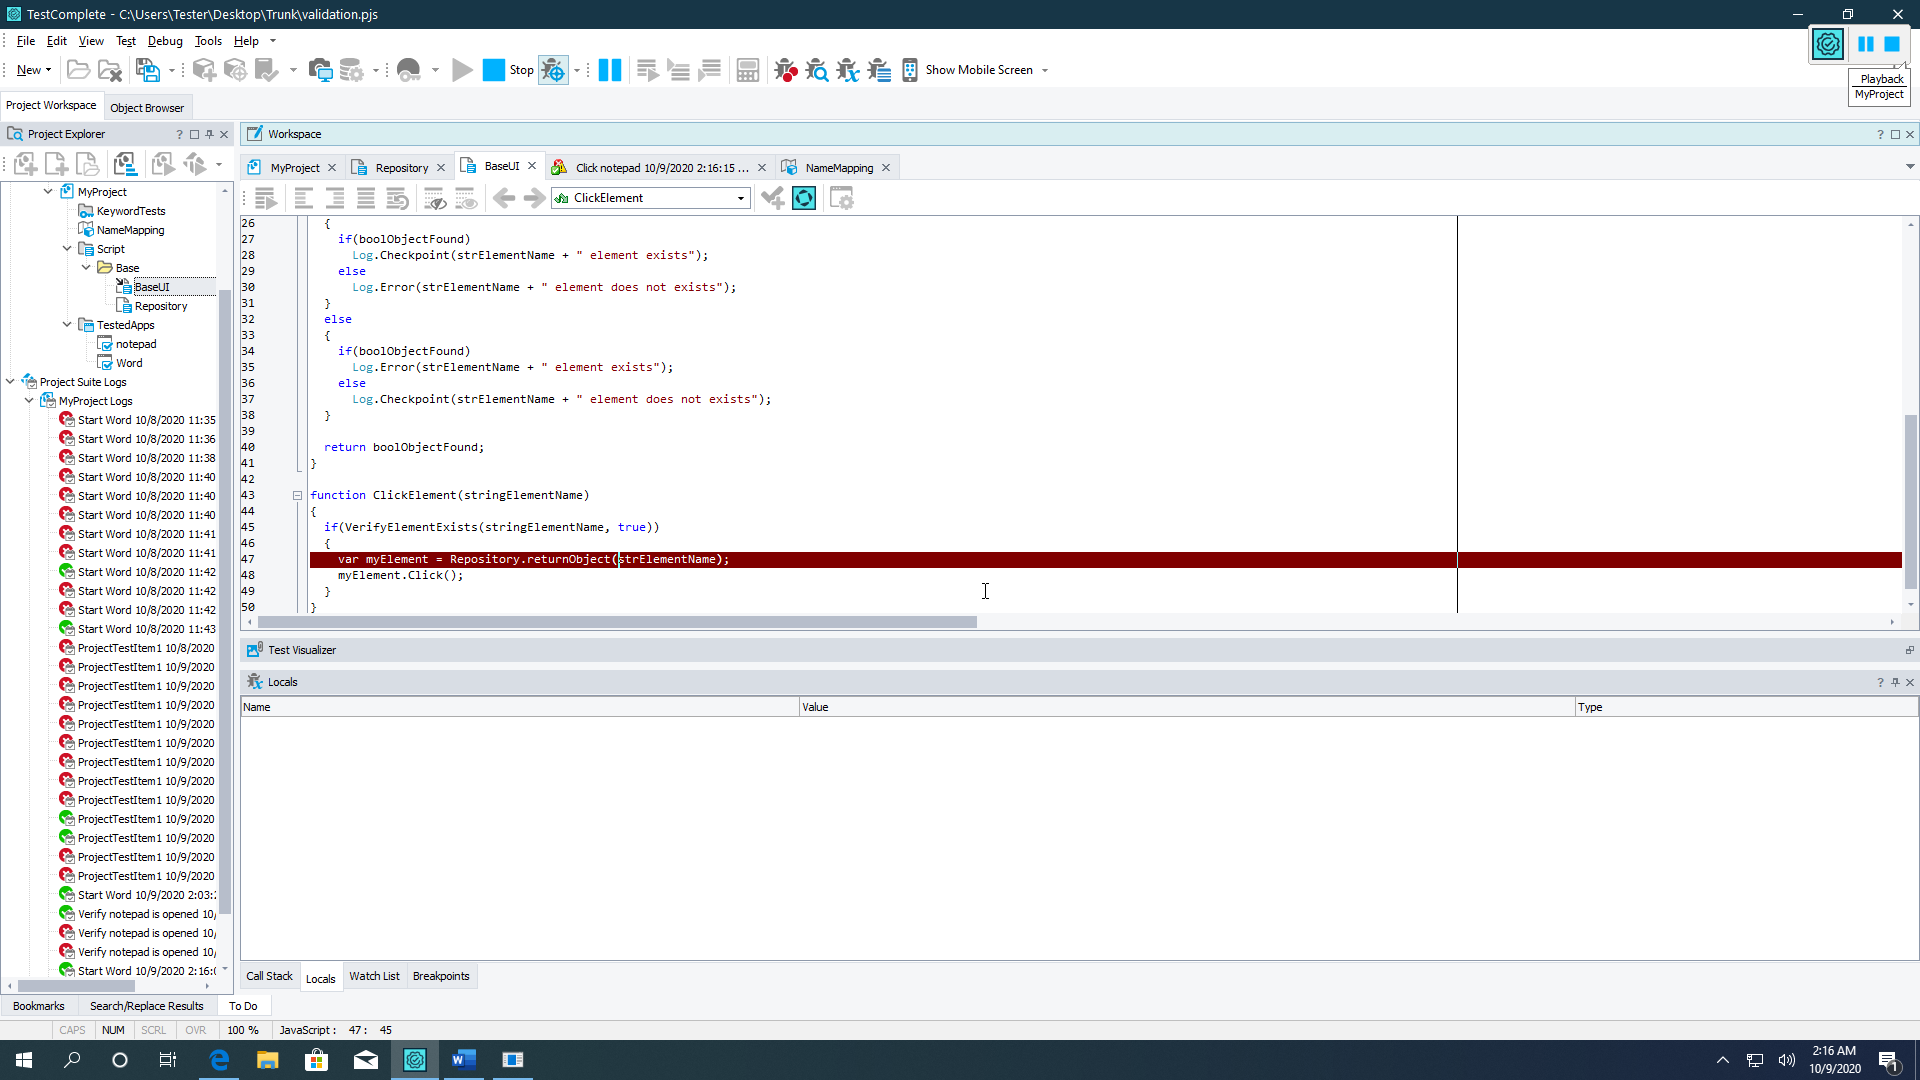 TestComplete - C:\Users\Tester\Desktop\Trunk\validation.pjs
File Edit View Test Debug Tools Help
New
Stop
Show Mobile Screen
Playback
MyProject
Project Workspace Object Browser
Project Explorer
Workspace
MyProject Repository BaseUI Click notepad 10/9/2020 2:16:15 ... NameMapping
ClickElement
MyProject
KeywordTests
NameMapping
Script
Base
BaseUI
Repository
TestedApps
notepad
Word
Project Suite Logs
MyProject Logs
Start Word 10/8/2020 11:35
Start Word 10/8/2020 11:36
Start Word 10/8/2020 11:38
Start Word 10/8/2020 11:40
Start Word 10/8/2020 11:40
Start Word 10/8/2020 11:40
Start Word 10/8/2020 11:41
Start Word 10/8/2020 11:41
Start Word 10/8/2020 11:42
Start Word 10/8/2020 11:42
Start Word 10/8/2020 11:42
Start Word 10/8/2020 11:43
ProjectTestItem1 10/8/2020
ProjectTestItem1 10/9/2020
ProjectTestItem1 10/9/2020
ProjectTestItem1 10/9/2020
ProjectTestItem1 10/9/2020
ProjectTestItem1 10/9/2020
ProjectTestItem1 10/9/2020
ProjectTestItem1 10/9/2020
ProjectTestItem1 10/9/2020
ProjectTestItem1 10/9/2020
ProjectTestItem1 10/9/2020
ProjectTestItem1 10/9/2020
ProjectTestItem1 10/9/2020
Start Word 10/9/2020 2:03:
Verify notepad is opened 10/
Verify notepad is opened 10/
Verify notepad is opened 10/
Start Word 10/9/2020 2:16:0
26 {
27 if(boolObjectFound)
28 Log.Checkpoint(strElementName + " element exists");
29 else
30 Log.Error(strElementName + " element does not exists");
31 }
32 else
33 {
34 if(boolObjectFound)
35 Log.Error(strElementName + " element exists");
36 else
37 Log.Checkpoint(strElementName + " element does not exists");
38 }
39
40 return boolObjectFound;
41 }
42
43 function ClickElement(stringElementName)
44 {
45 if(VerifyElementExists(stringElementName, true))
46 {
47 var myElement = Repository.returnObject(strElementName);
48 myElement.Click();
49 }
50 }
Test Visualizer
Locals
Name Value Type
Call Stack Locals Watch List Breakpoints
Bookmarks Search/Replace Results To Do
CAPS NUM SCRL OVR 100 % JavaScript : 47 : 45
2:16 AM
10/9/2020
1